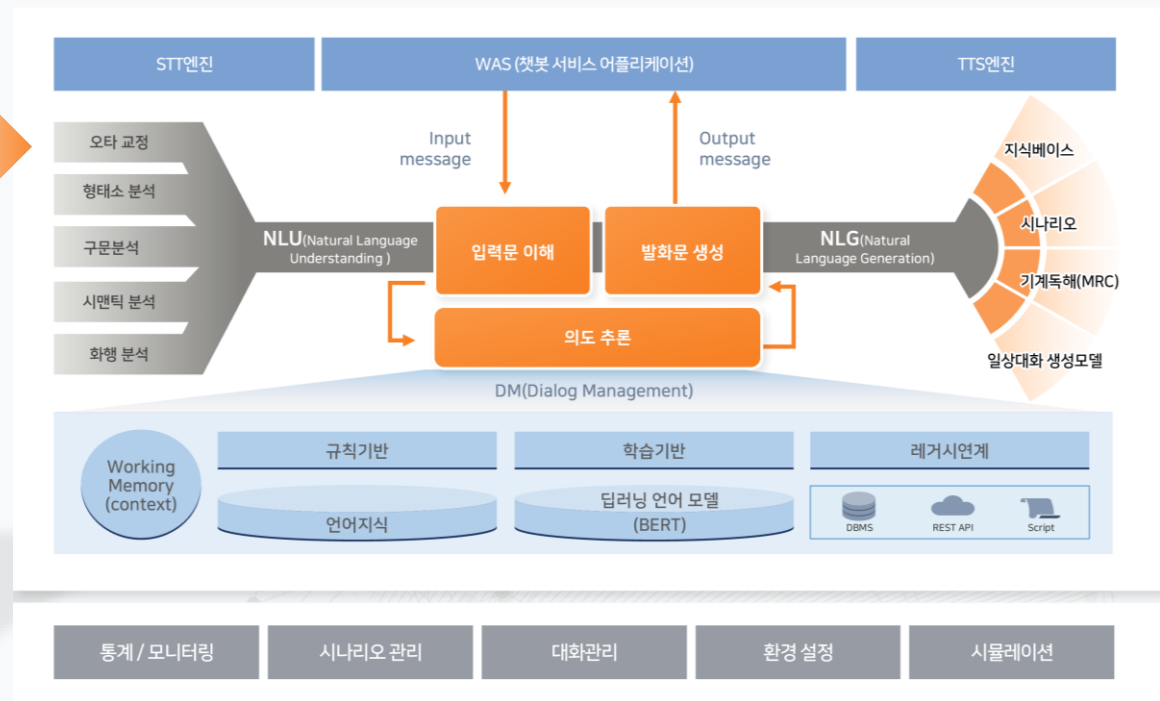 STT엔진
WAS (챗봇 서비스 어플리케이션)
TTS엔진
Input
message
Output
message
오타 교정
형태소 분석
구문분석
시맨틱 분석
화행 분석
NLU(Natural Language
Understanding )
입력문 이해
발화문 생성
NLG(Natural
Language Generation)
지식베이스
시나리오
기계독해(MRC)
일상대화 생성모델
의도 추론
DM(Dialog Management)
Working
Memory
(context)
규칙기반
언어지식
학습기반
딥러닝 언어 모델
(BERT)
레거시연계
DBMS
REST API
Script
통계 / 모니터링
시나리오 관리
대화관리
환경 설정
시뮬레이션